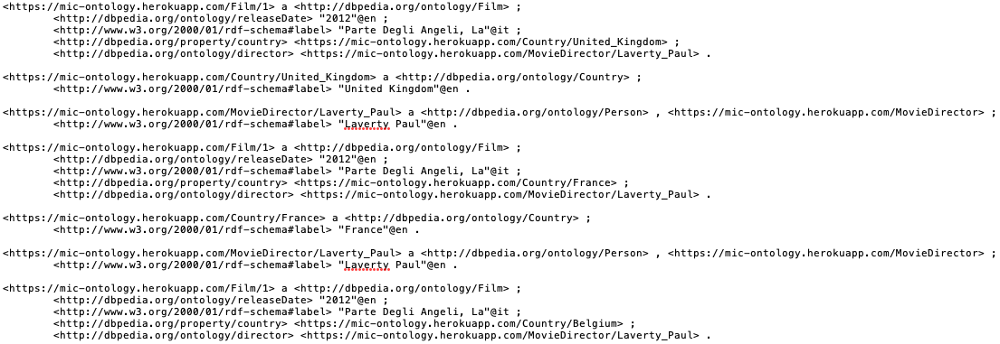 <https://mic-ontology.herokuapp.com/Film/1> a <http://dbpedia.org/ontology/Film> ;
<http://dbpedia.org/ontology/releaseDate> "2012"@en ;
<http://www.w3.org/2000/01/rdf-schema#label> "Parte Degli Angeli, La"@it ;
<http://dbpedia.org/property/country> <https://mic-ontology.herokuapp.com/Country/United_Kingdom> ;
<http://dbpedia.org/ontology/director> <https://mic-ontology.herokuapp.com/MovieDirector/Laverty_Paul> .
<https://mic-ontology.herokuapp.com/Country/United_Kingdom> a <http://dbpedia.org/ontology/Country> ;
<http://www.w3.org/2000/01/rdf-schema#label> "United Kingdom"@en .
<https://mic-ontology.herokuapp.com/MovieDirector/Laverty_Paul> a <http://dbpedia.org/ontology/Person> , <https://mic-ontology.herokuapp.com/MovieDirector> ;
<http://www.w3.org/2000/01/rdf-schema#label> "Laverty Paul"@en .
<https://mic-ontology.herokuapp.com/Film/1> a <http://dbpedia.org/ontology/Film> ;
<http://dbpedia.org/ontology/releaseDate> "2012"@en ;
<http://www.w3.org/2000/01/rdf-schema#label> "Parte Degli Angeli, La"@it ;
<http://dbpedia.org/property/country> <https://mic-ontology.herokuapp.com/Country/France> ;
<http://dbpedia.org/ontology/director> <https://mic-ontology.herokuapp.com/MovieDirector/Laverty_Paul> .
<https://mic-ontology.herokuapp.com/Country/France> a <http://dbpedia.org/ontology/Country> ;
<http://www.w3.org/2000/01/rdf-schema#label> "France"@en .
<https://mic-ontology.herokuapp.com/MovieDirector/Laverty_Paul> a <http://dbpedia.org/ontology/Person> , <https://mic-ontology.herokuapp.com/MovieDirector> ;
<http://www.w3.org/2000/01/rdf-schema#label> "Laverty Paul"@en .
<https://mic-ontology.herokuapp.com/Film/1> a <http://dbpedia.org/ontology/Film> ;
<http://dbpedia.org/ontology/releaseDate> "2012"@en ;
<http://www.w3.org/2000/01/rdf-schema#label> "Parte Degli Angeli, La"@it ;
<http://dbpedia.org/property/country> <https://mic-ontology.herokuapp.com/Country/Belgium> ;
<http://dbpedia.org/ontology/director> <https://mic-ontology.herokuapp.com/MovieDirector/Laverty_Paul> .